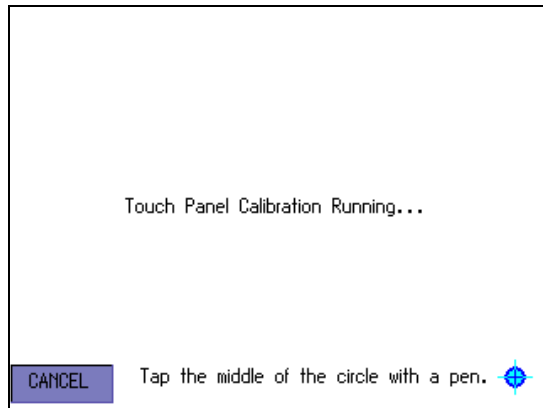 Touch Panel Calibration Running...
CANCEL
Tap the middle of the circle with a pen.